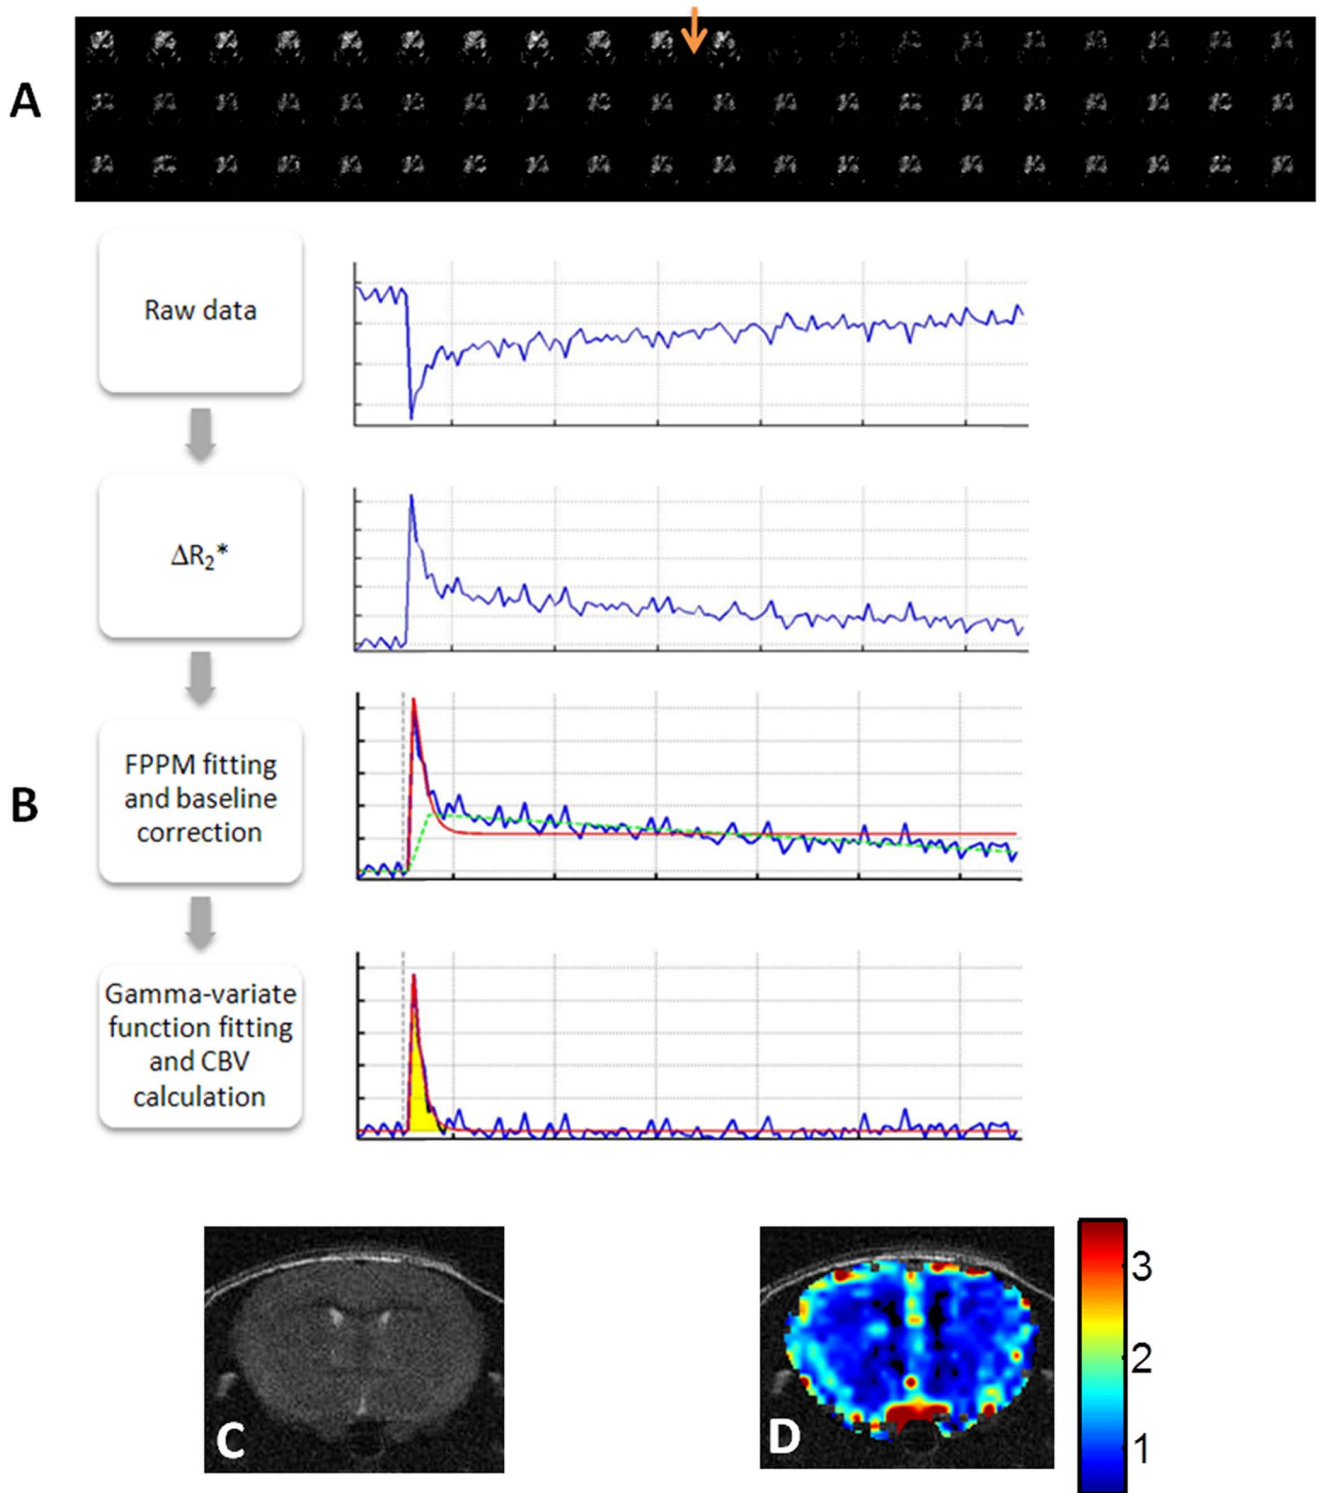 A
Raw data
ΔR₂*
B
FPPM fitting
and baseline
correction
Gamma-variate
function fitting
and CBV
calculation
C
D
3
2
1